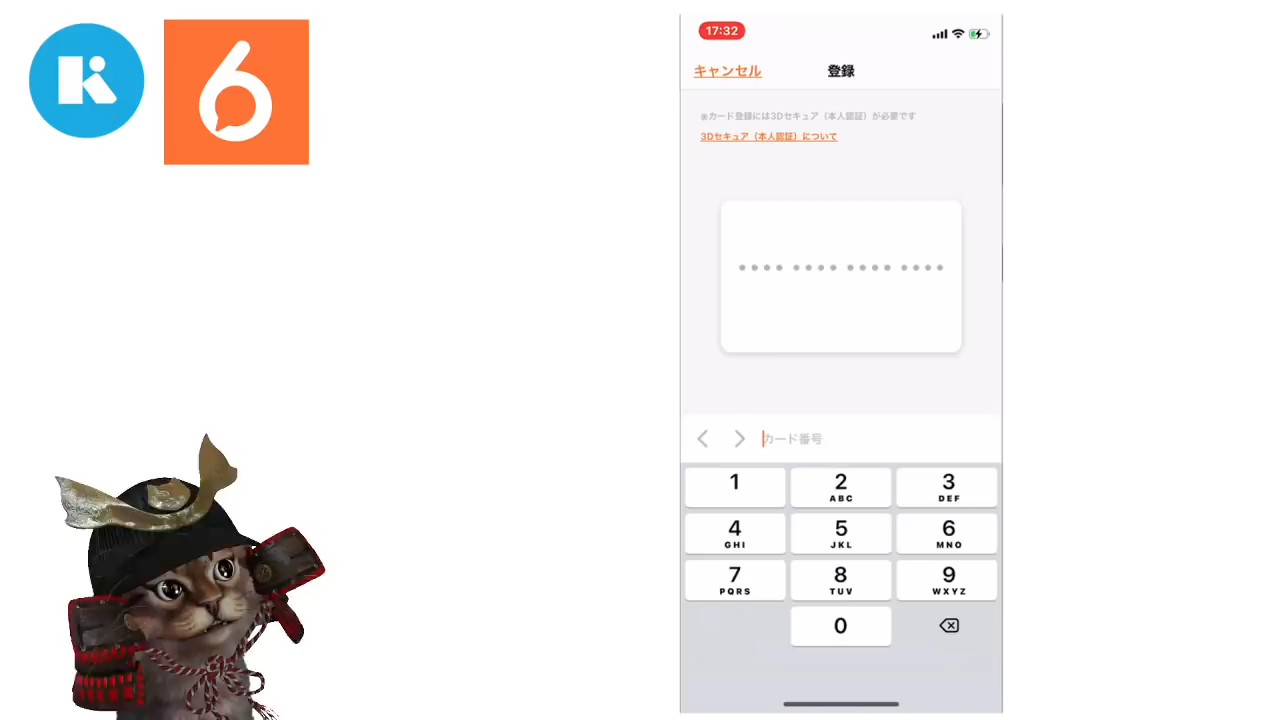 K
6
17:32
キャンセル
登録
※カード登録には3Dセキュア（本人認証）が必要です
3Dセキュア（本人認証）について
カード番号
1
2
ABC
3
DEF
4
GHI
5
JKL
6
MNO
7
PQRS
8
TUV
9
WXYZ
0